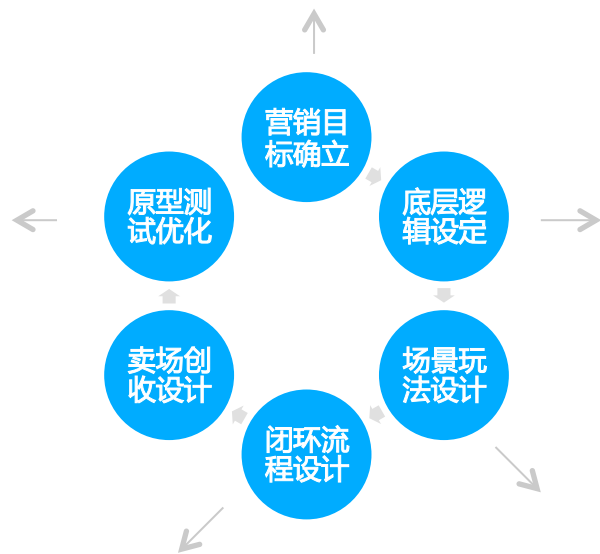 营销目
标确立
底层逻
辑设定
场景玩
法设计
闭环流
程设计
卖场创
收设计
原型测
试优化